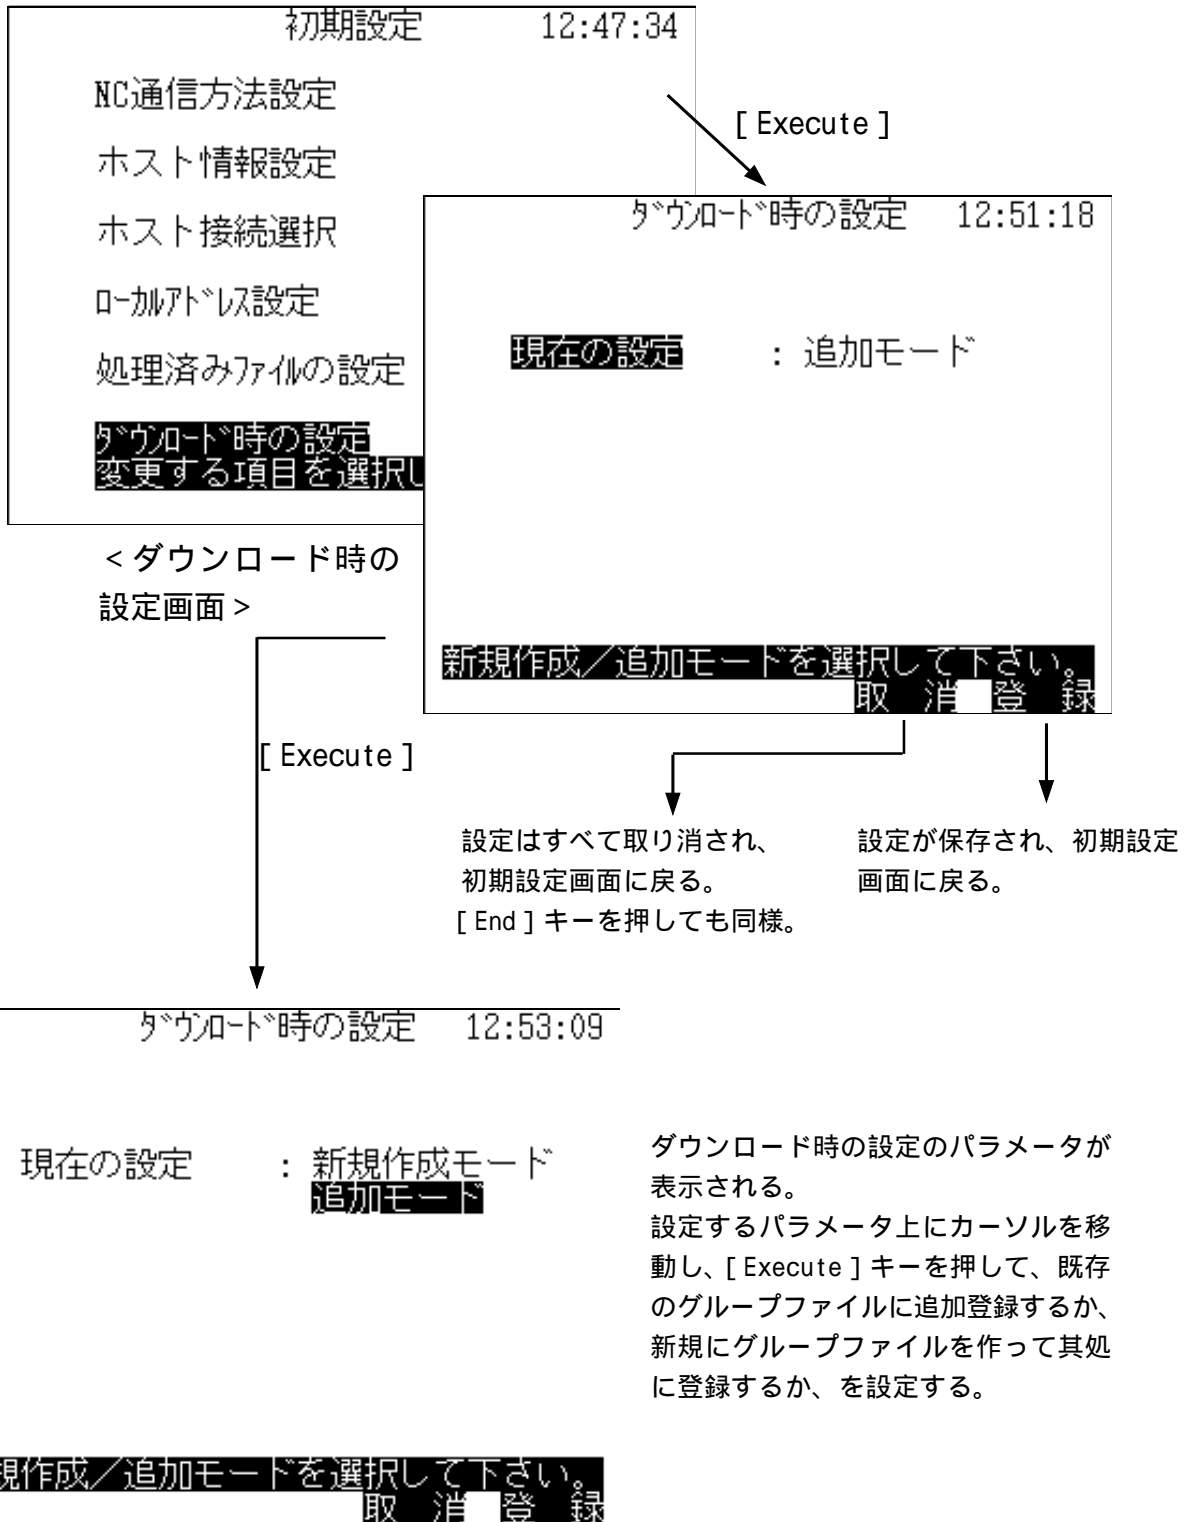 初期設定 12:47:34
NC通信方法設定
ホスト情報設定
ホスト接続選択
ﾛｰｶﾙｱﾄﾞﾚｽ設定
処理済みﾌｧｲﾙの設定
ﾀﾞｳﾝﾛｰﾄﾞ時の設定
変更する項目を選択し
[ Execute ]
ﾀﾞｳﾝﾛｰﾄﾞ時の設定 12:51:18
現在の設定 : 追加モード
新規作成／追加モードを選択して下さい。
取 消 登 録
＜ダウンロード時の
設定画面＞
[ Execute ]
設定はすべて取り消され、
初期設定画面に戻る。
[ End ] キーを押しても同様。
設定が保存され、初期設定
画面に戻る。
ﾀﾞｳﾝﾛｰﾄﾞ時の設定 12:53:09
現在の設定 : 新規作成モード
追加モード
規作成／追加モードを選択して下さい。
取 消 登 録
ダウンロード時の設定のパラメータが
表示される。
設定するパラメータ上にカーソルを移
動し、[ Execute ] キーを押して、既存
のグループファイルに追加登録するか、
新規にグループファイルを作って其処
に登録するか、を設定する。